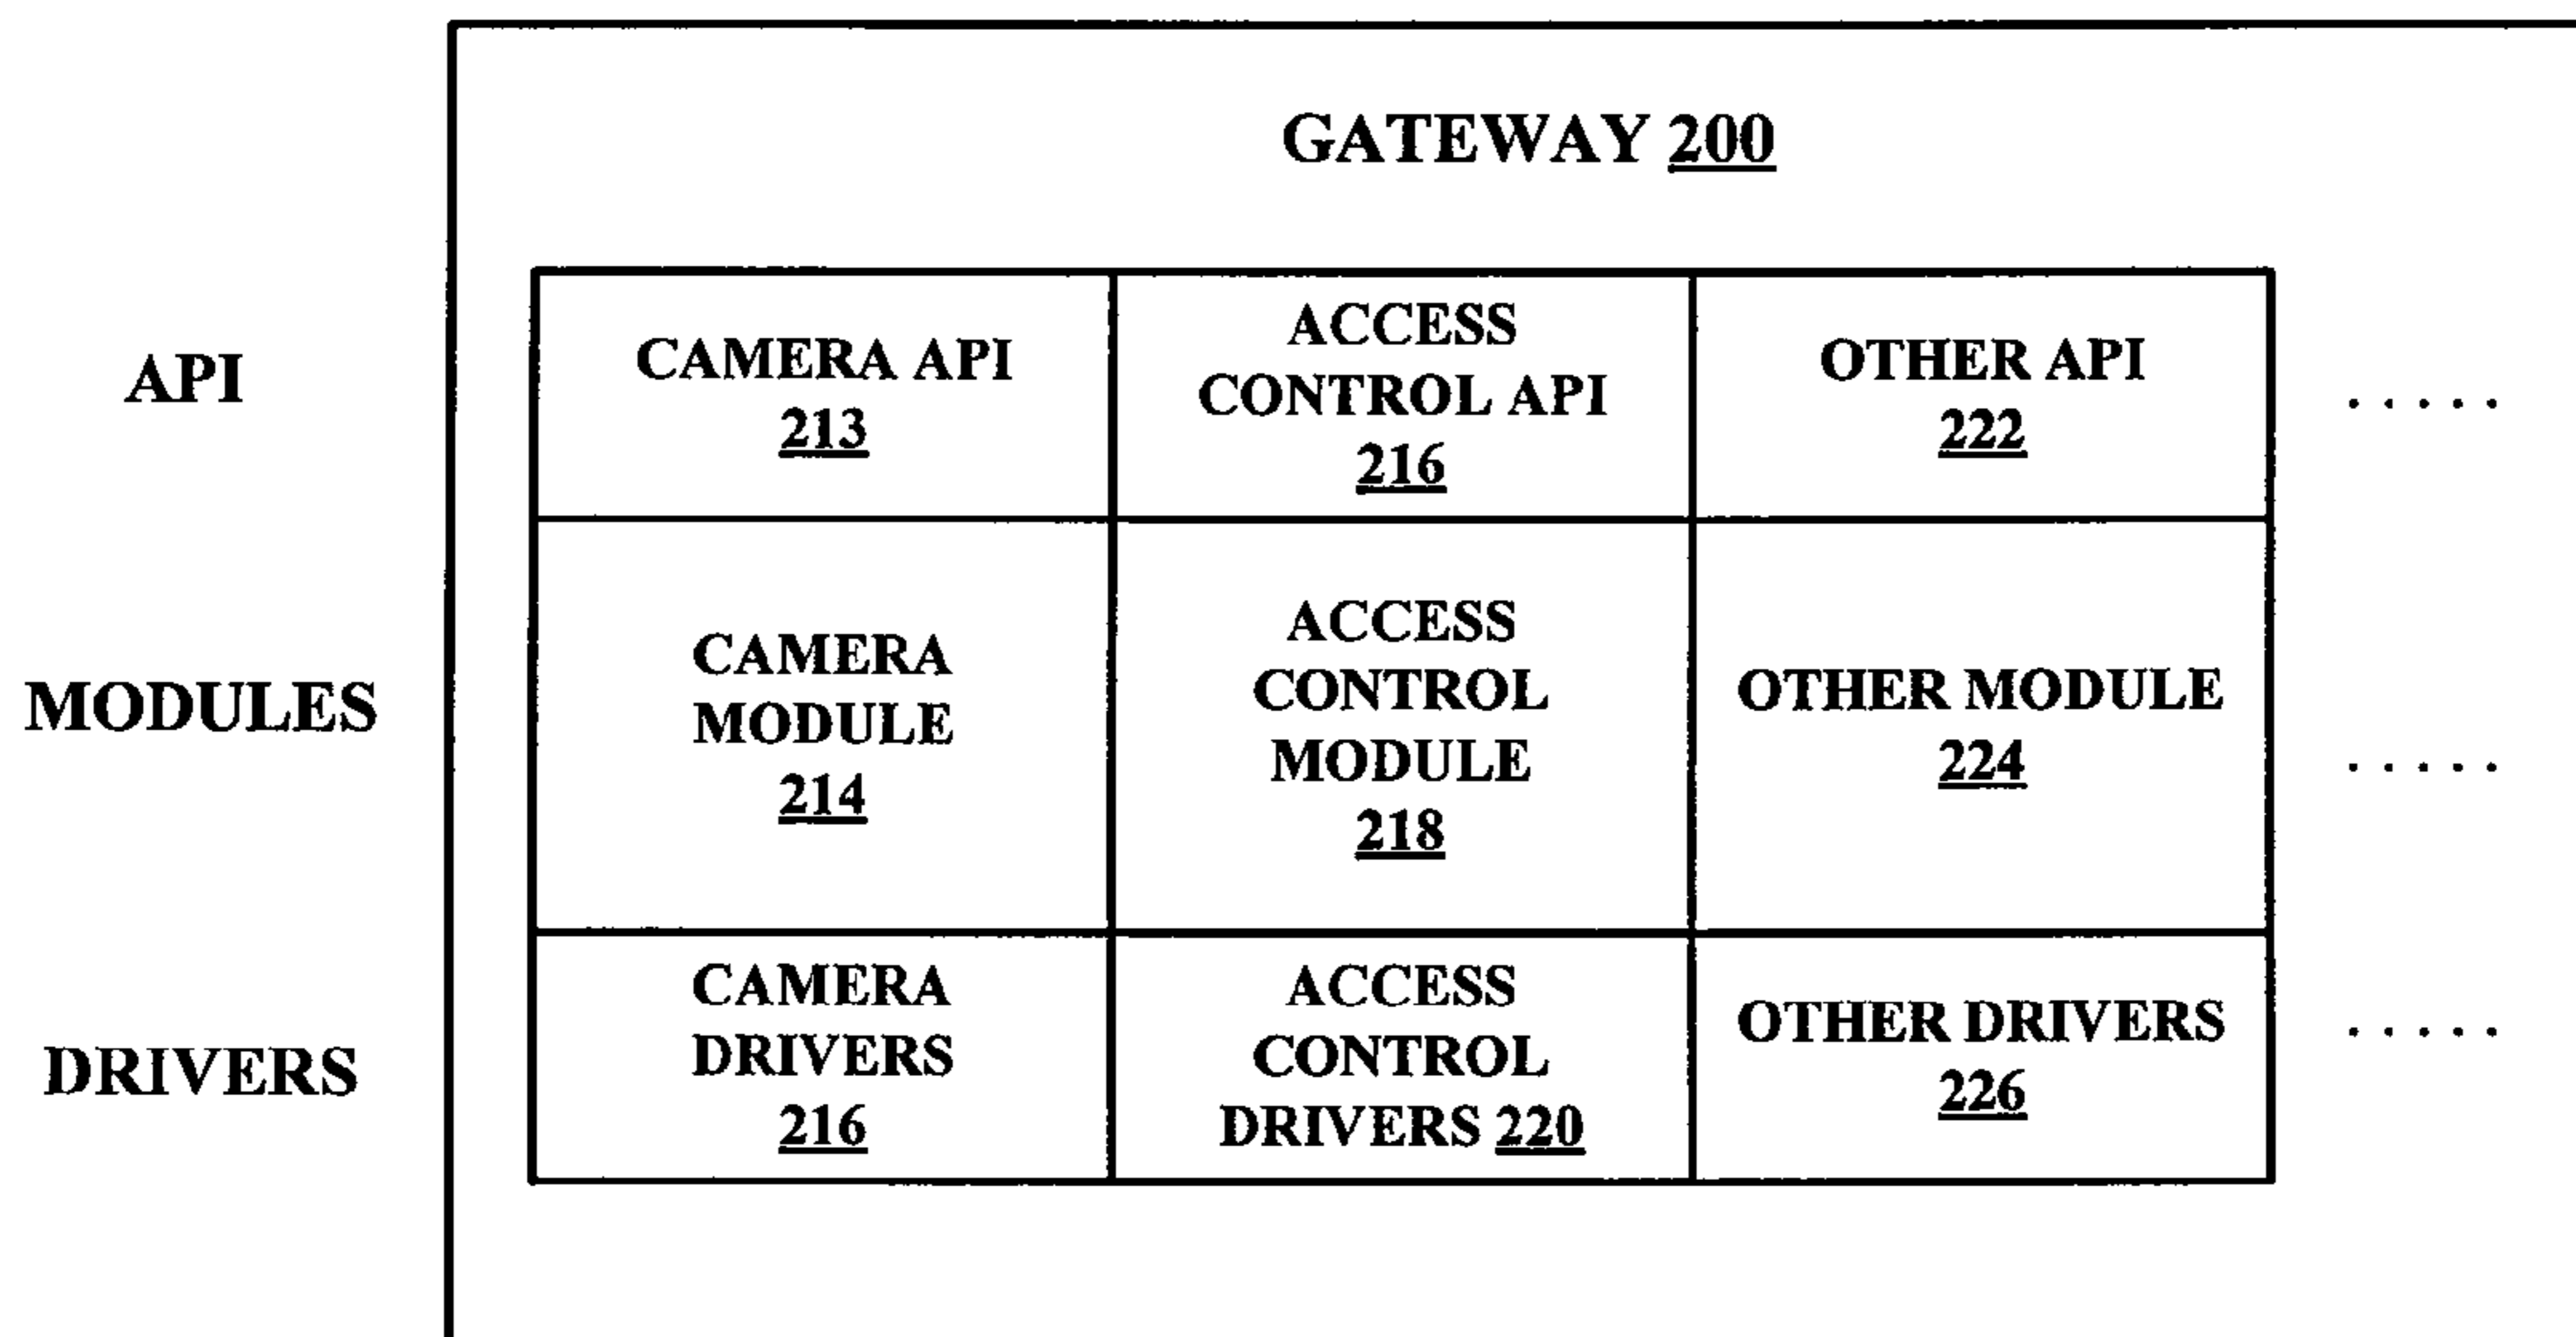 GATEWAY 200
API
CAMERA API
213
ACCESS
CONTROL API
216
OTHER API
222
.....
MODULES
CAMERA
MODULE
214
ACCESS
CONTROL
MODULE
218
OTHER MODULE
224
.....
DRIVERS
CAMERA
DRIVERS
216
ACCESS
CONTROL
DRIVERS 220
OTHER DRIVERS
226
.....